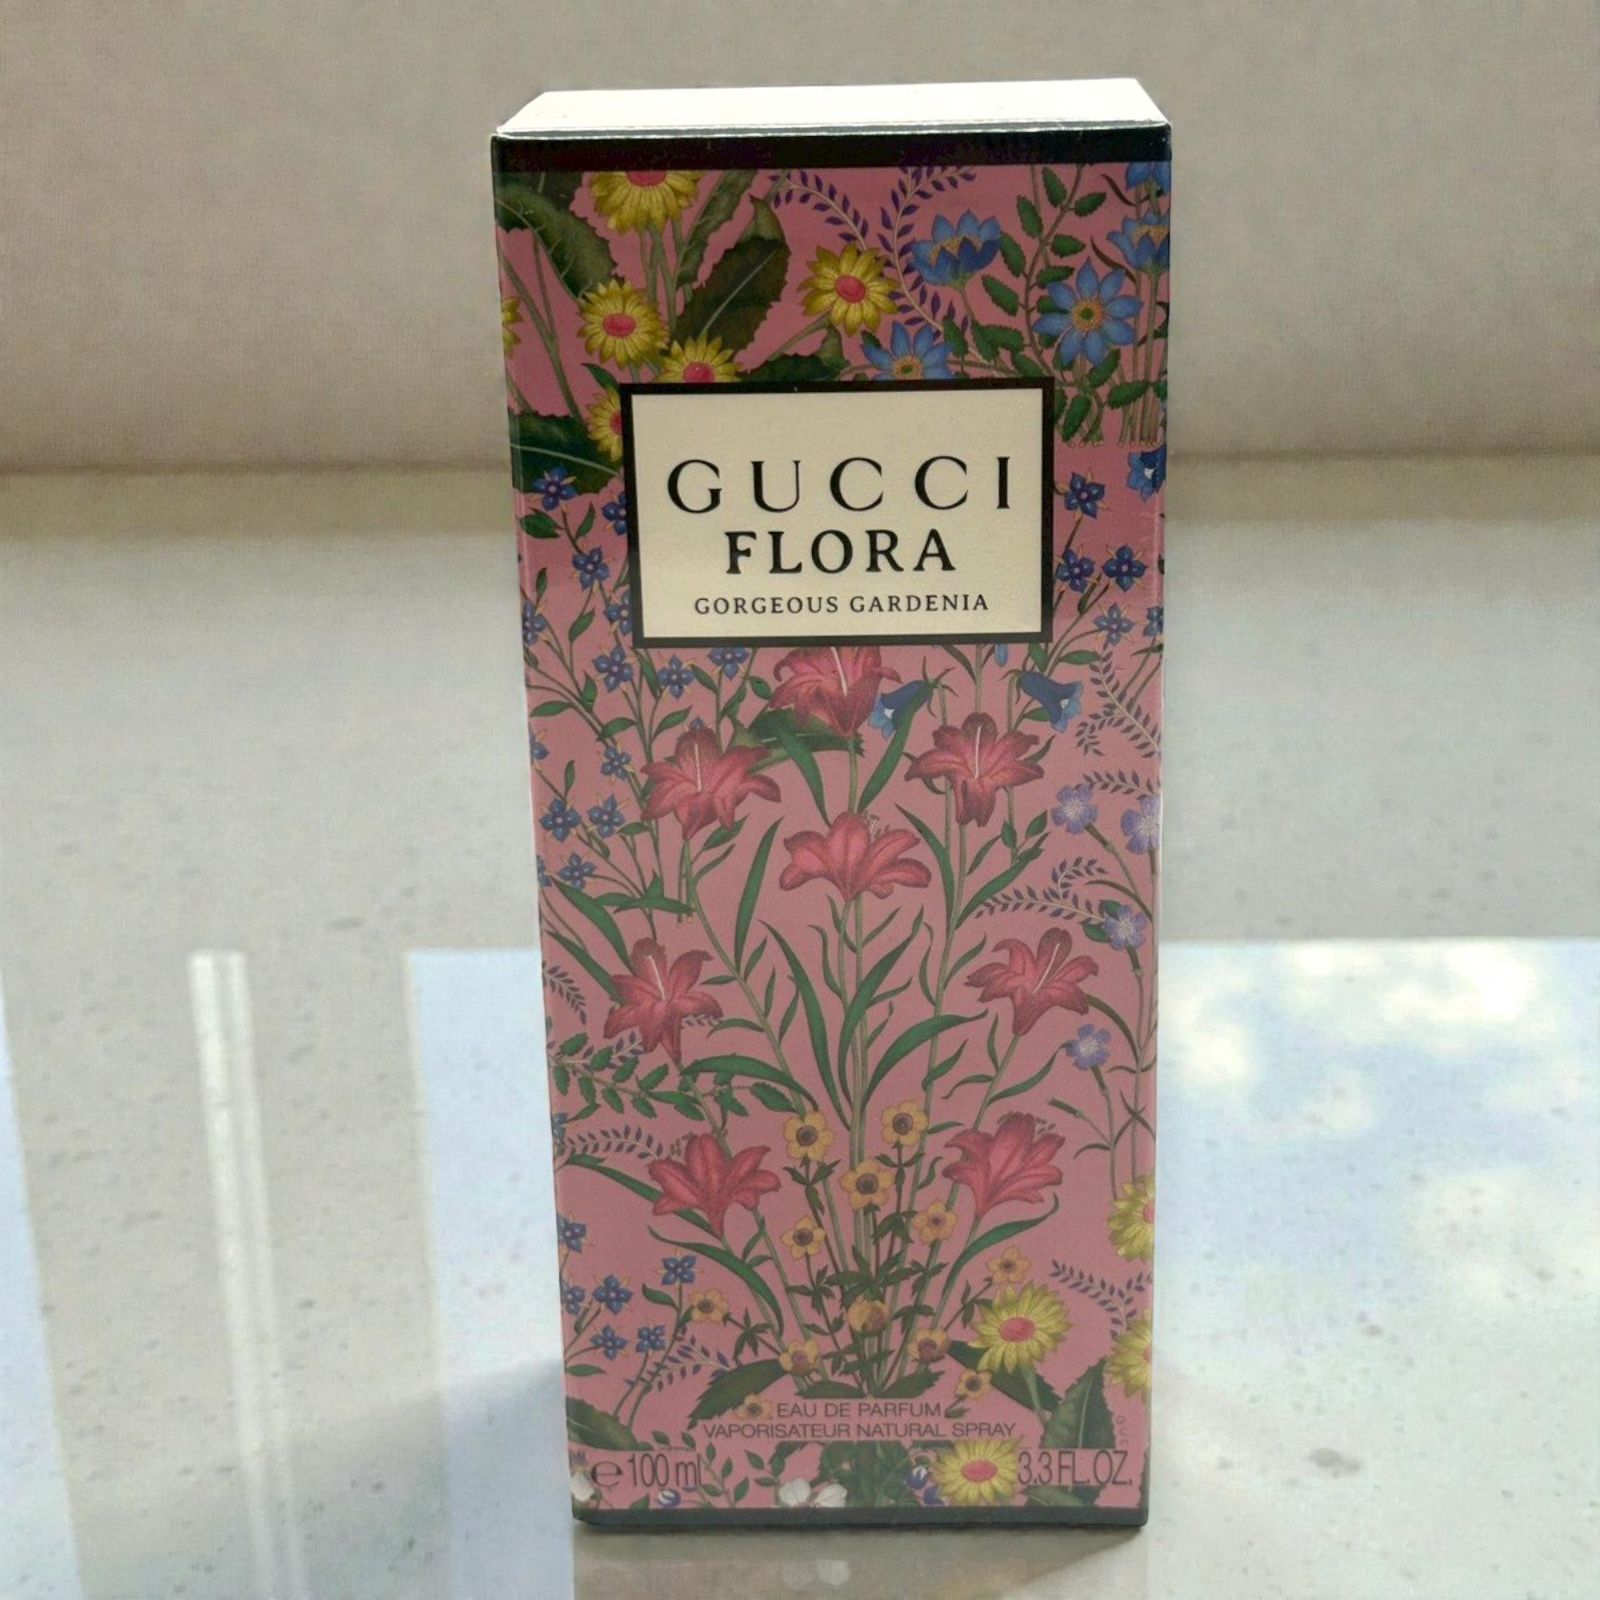 GUCCI
FLORA
GORGEOUS GARDENIA
EAU DE PARFUM
VAPORISATEUR NATURAL SPRAY
℮100 ml 3.3 FL.OZ.